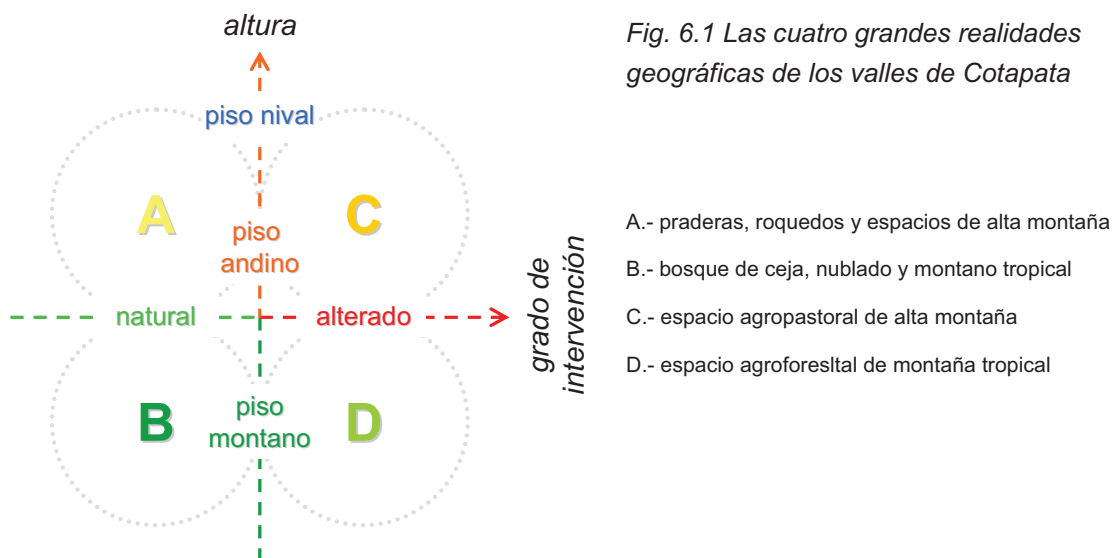 altura
piso nival
A
C
piso
andino
natural
alterado
grado de
intervención
B
piso
montano
D
Fig. 6.1 Las cuatro grandes realidades
geográficas de los valles de Cotapata
A.- praderas, roquedos y espacios de alta montaña
B.- bosque de ceja, nublado y montano tropical
C.- espacio agropastoral de alta montaña
D.- espacio agroforesltal de montaña tropical